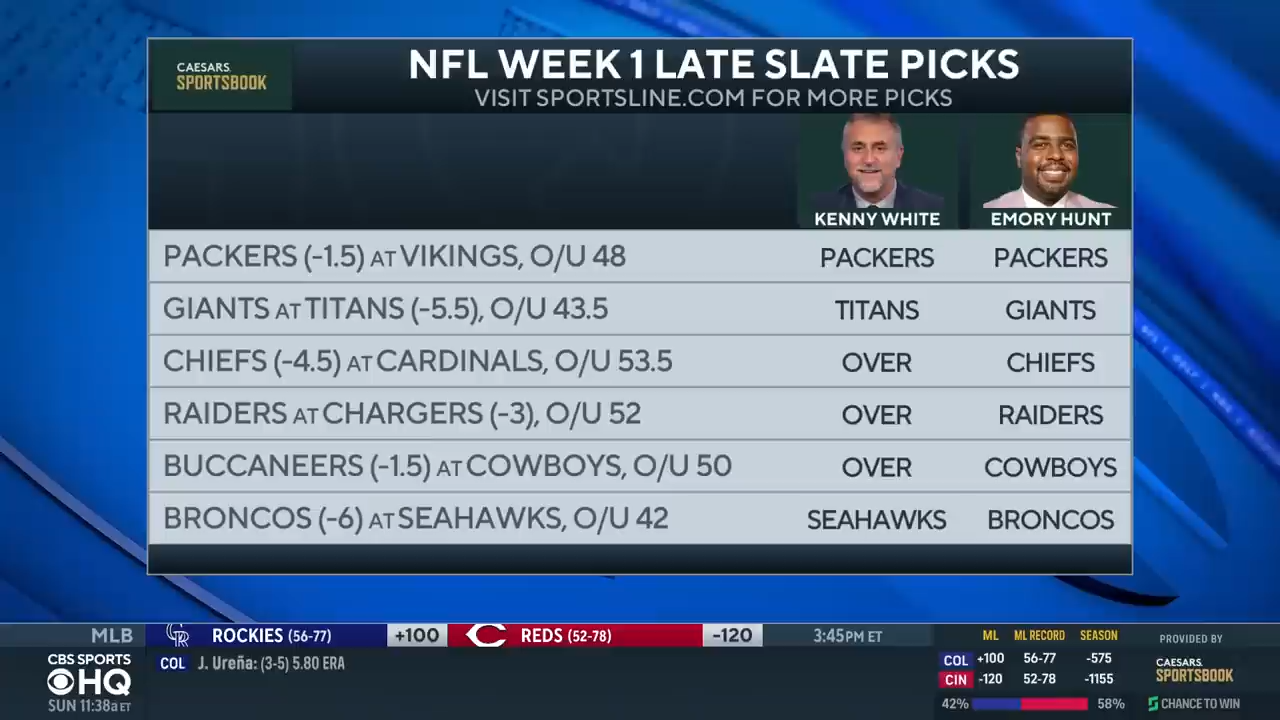 CAESARS
SPORTSBOOK
NFL WEEK 1 LATE SLATE PICKS
VISIT SPORTSLINE.COM FOR MORE PICKS
KENNY WHITE EMORY HUNT
PACKERS (-1.5) AT VIKINGS, O/U 48 PACKERS PACKERS
GIANTS AT TITANS (-5.5), O/U 43.5 TITANS GIANTS
CHIEFS (-4.5) AT CARDINALS, O/U 53.5 OVER CHIEFS
RAIDERS AT CHARGERS (-3), O/U 52 OVER RAIDERS
BUCCANEERS (-1.5) AT COWBOYS, O/U 50 OVER COWBOYS
BRONCOS (-6) AT SEAHAWKS, O/U 42 SEAHAWKS BRONCOS
MLB CR ROCKIES (56-77) +100 C REDS (52-78) -120 3:45PM ET
COL J. Ureña: (3-5) 5.80 ERA
CBS SPORTS
HQ
SUN 11:38a ET
ML ML RECORD SEASON
COL +100 56-77 -575
CIN -120 52-78 -1155
42% 58%
PROVIDED BY
CAESARS
SPORTSBOOK
CHANCE TO WIN